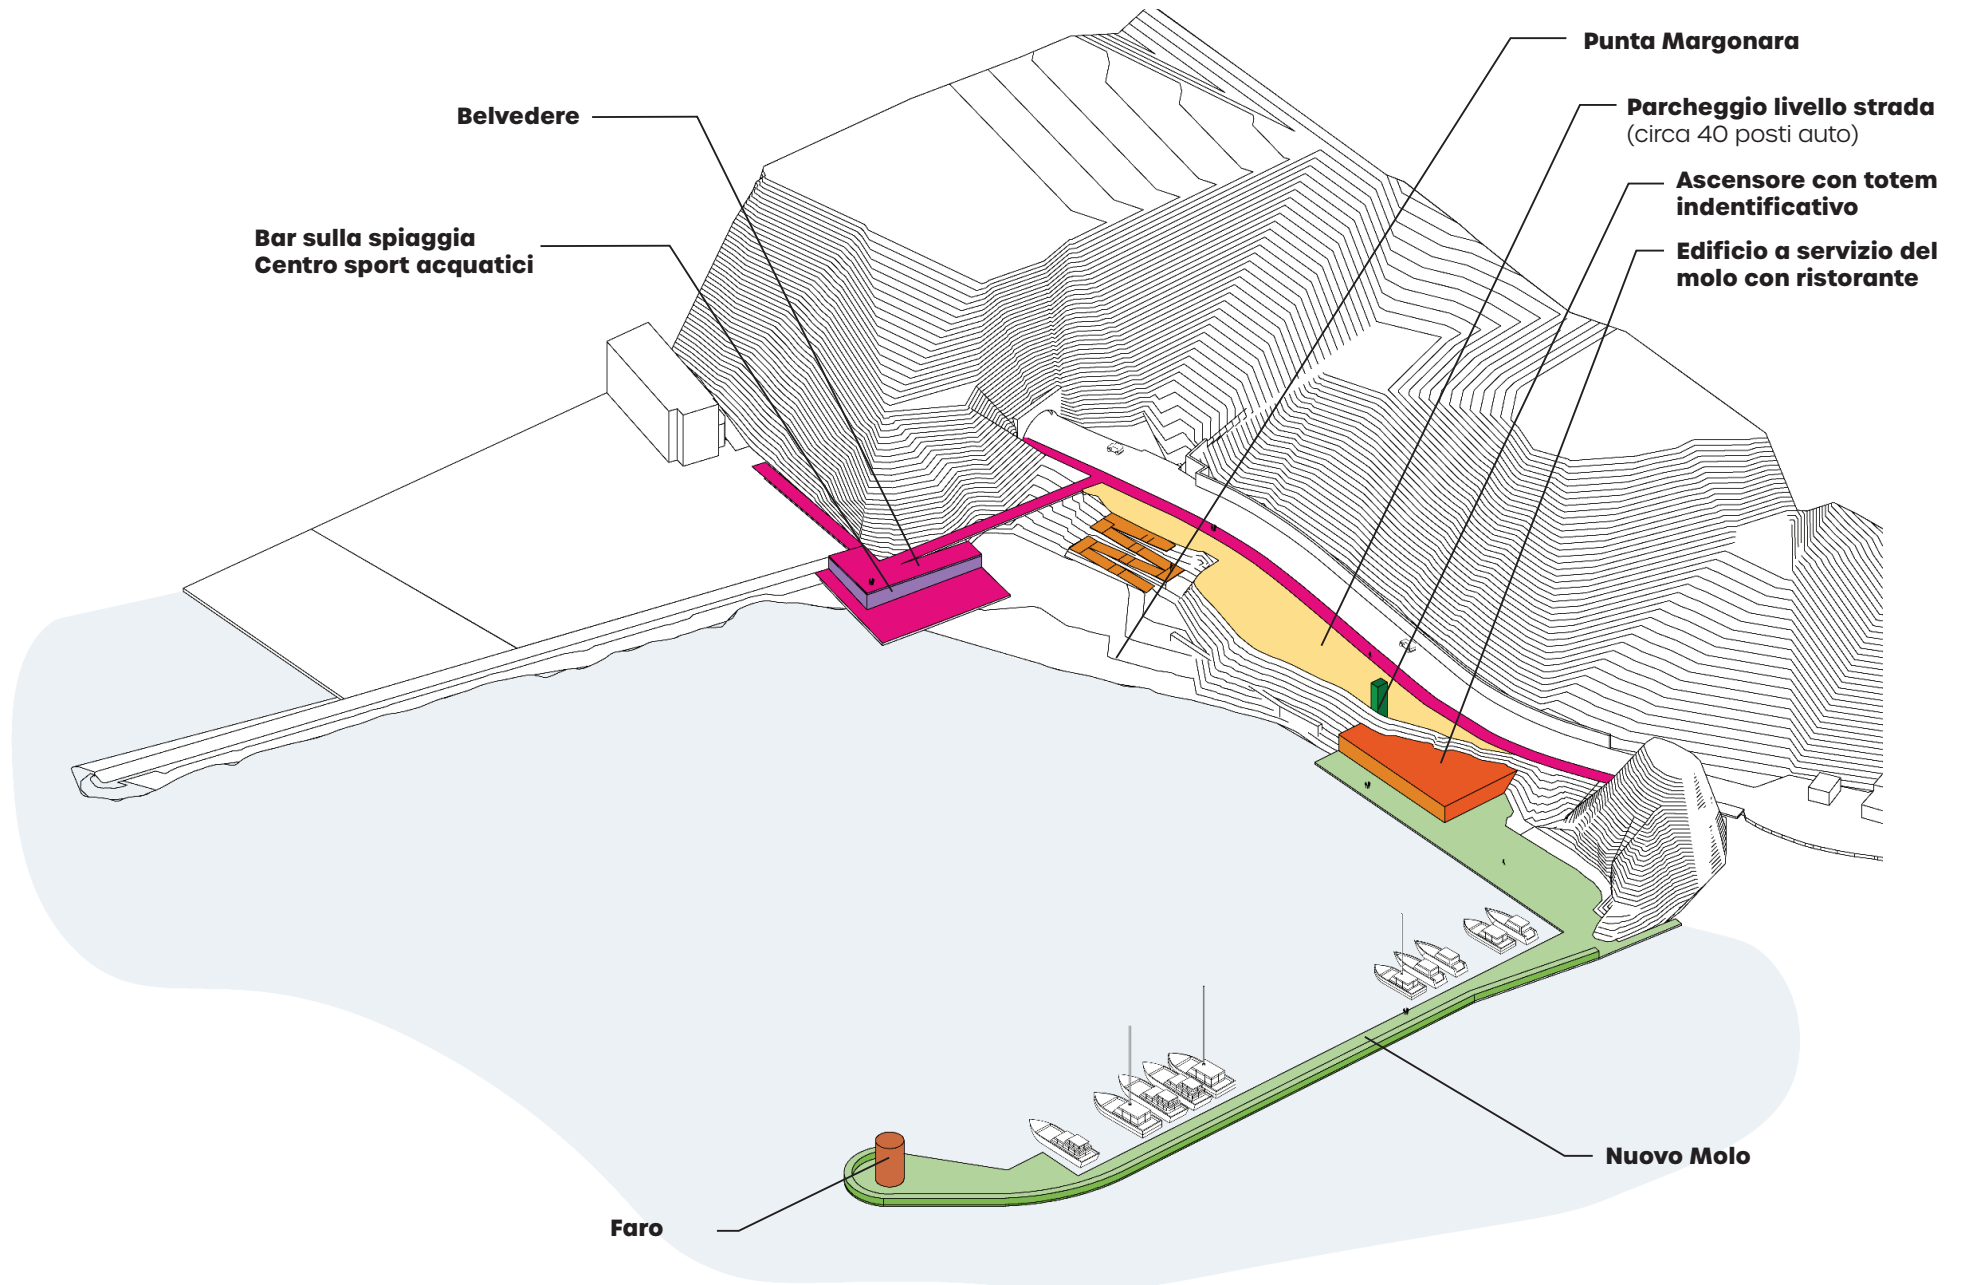 Punta Margonara
Parcheggio livello strada
(circa 40 posti auto)
Belvedere
Ascensore con totem
indentificativo
Bar sulla spiaggia
Centro sport acquatici
Edificio a servizio del
molo con ristorante
Nuovo Molo
Faro